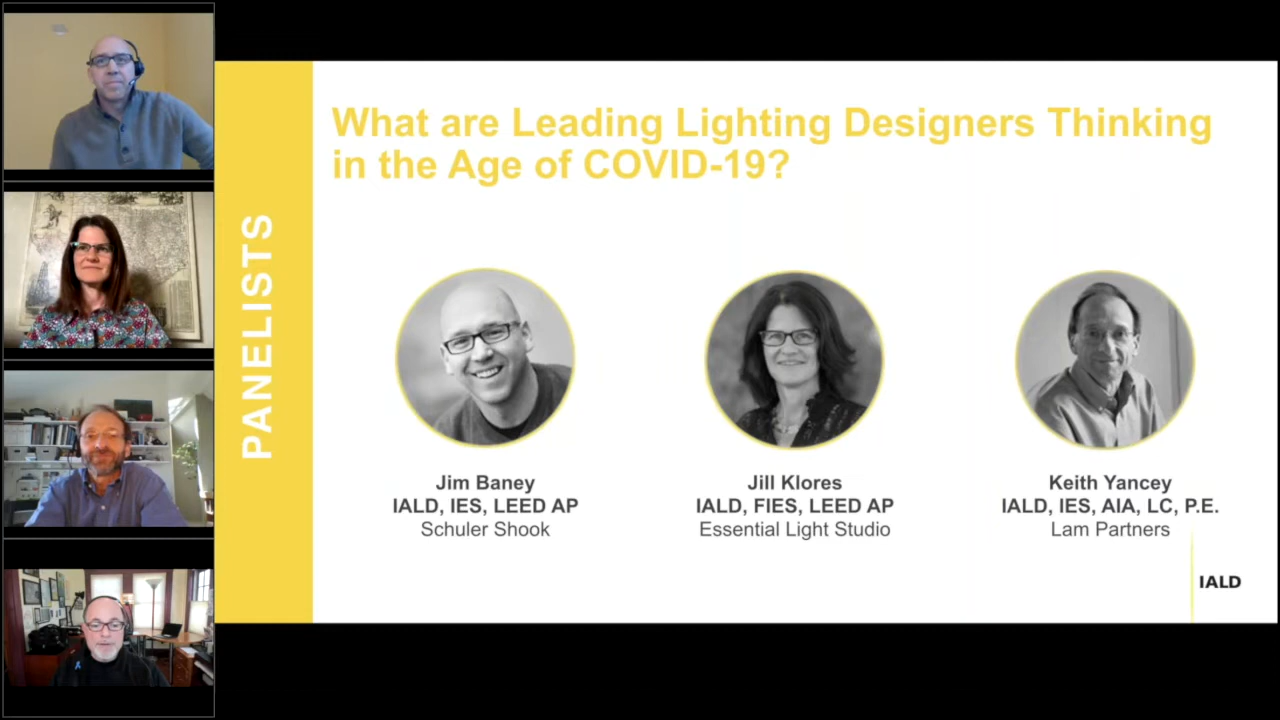 PANELISTS
What are Leading Lighting Designers Thinking
in the Age of COVID-19?
Jim Baney
IALD, IES, LEED AP
Schuler Shook
Jill Klores
IALD, FIES, LEED AP
Essential Light Studio
Keith Yancey
IALD, IES, AIA, LC, P.E.
Lam Partners
IALD